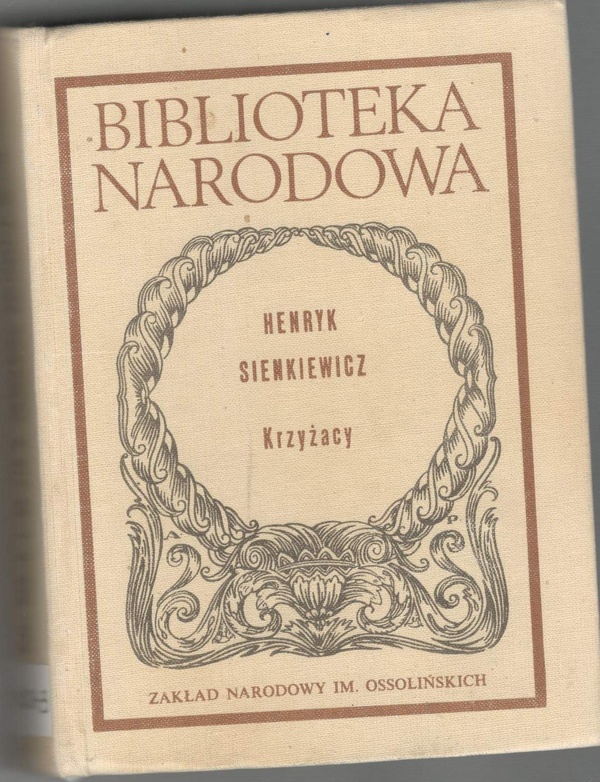 BIBLIOTEKA
NARODOWA
HENRYK
SIENKIEWICZ
Krzyżacy
A
P
ZAKŁAD NARODOWY IM. OSSOLIŃSKICH